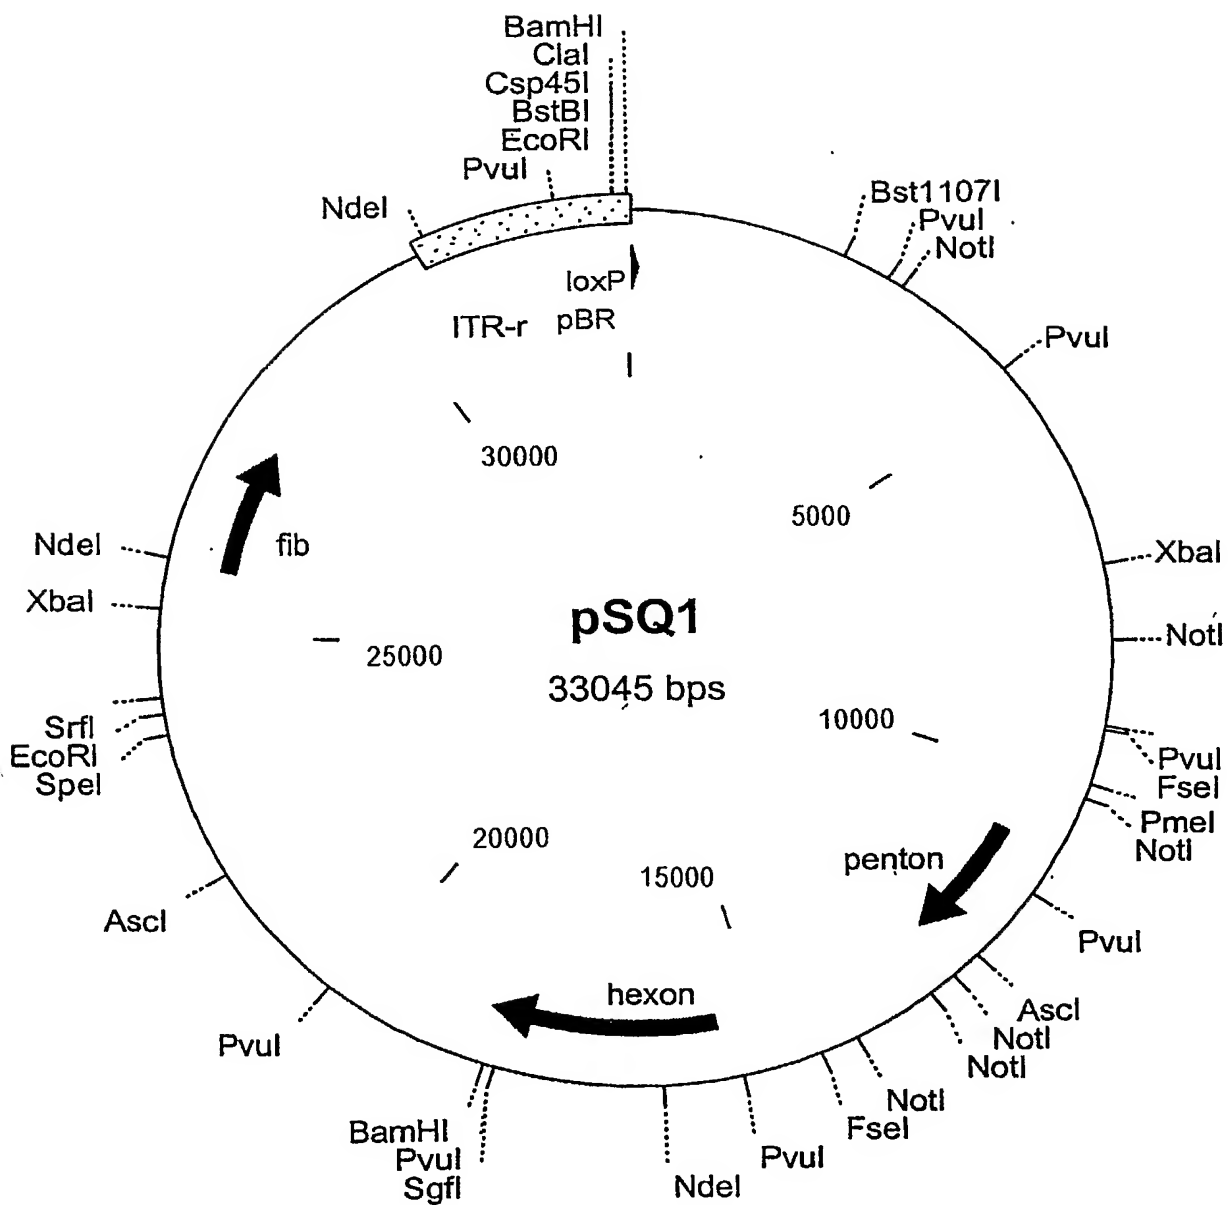 BamHI
ClaI
Csp45I
BstBI
EcoRI
PvuI
NdeI
Bst1107I
PvuI
NotI
loxP
ITR-r pBR
PvuI
30000
5000
NdeI
fib
XbaI
XbaI
pSQ1
NotI
25000
33045 bps
10000
SrfI
EcoRI
SpeI
PvuI
FseI
PmeI
NotI
20000
penton
15000
AscI
PvuI
hexon
AscI
NotI
NotI
PvuI
NotI
FseI
BamHI
PvuI
SgfI
PvuI
NdeI